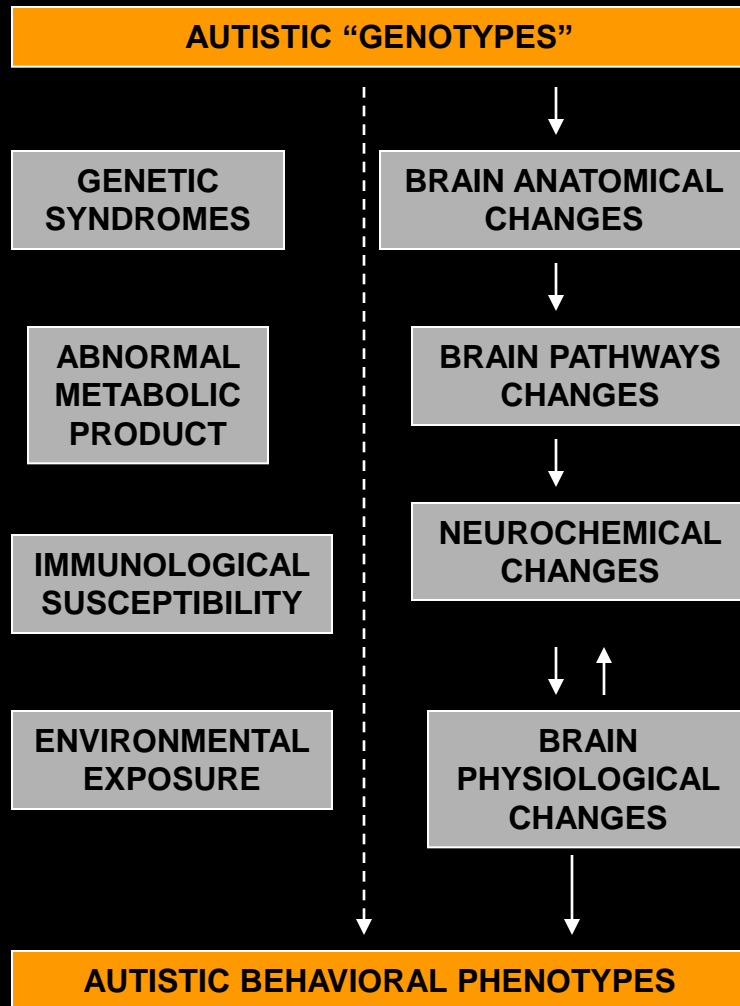 AUTISTIC “GENOTYPES”
GENETIC
SYNDROMES
BRAIN ANATOMICAL
CHANGES
ABNORMAL
METABOLIC
PRODUCT
BRAIN PATHWAYS
CHANGES
IMMUNOLOGICAL
SUSCEPTIBILITY
NEUROCHEMICAL
CHANGES
ENVIRONMENTAL
EXPOSURE
BRAIN
PHYSIOLOGICAL
CHANGES
AUTISTIC BEHAVIORAL PHENOTYPES